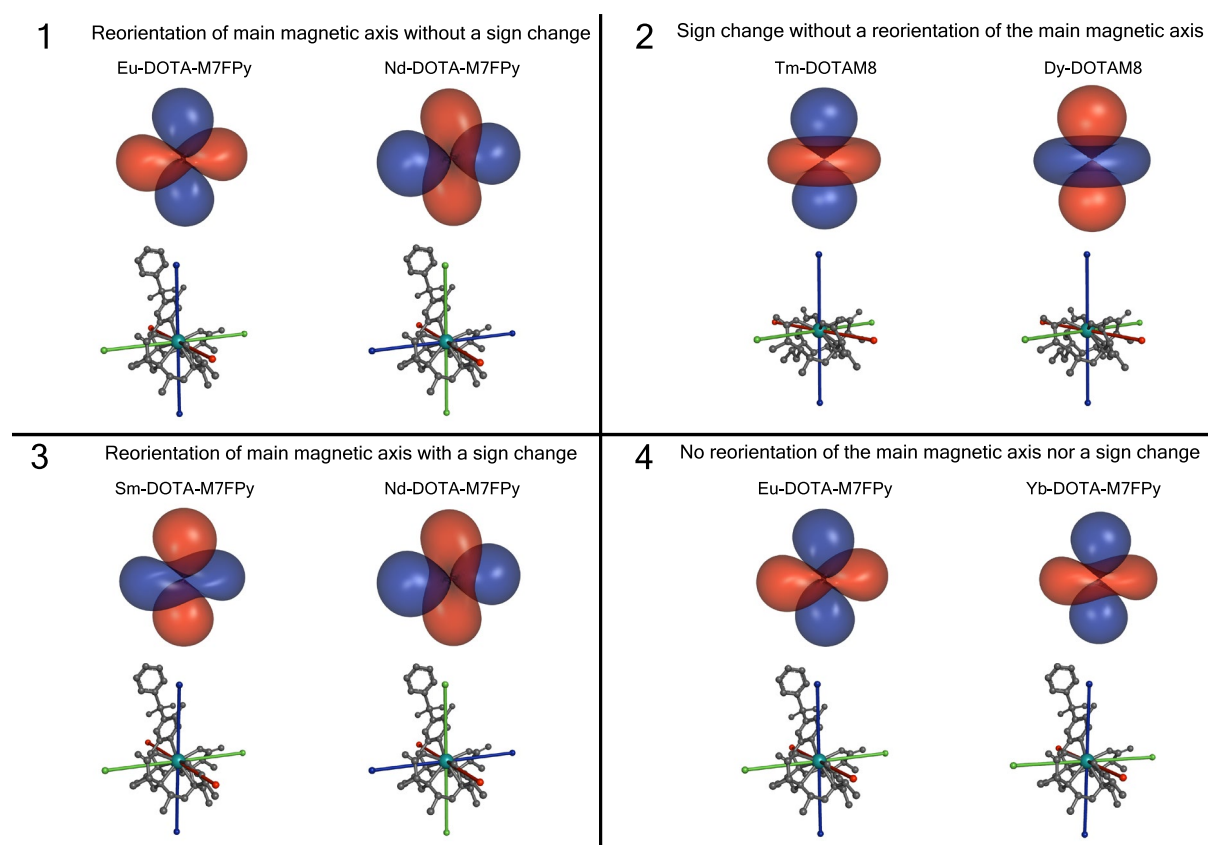 1 Reorientation of main magnetic axis without a sign change
Eu-DOTA-M7FPy Nd-DOTA-M7FPy
2 Sign change without a reorientation of the main magnetic axis
Tm-DOTAM8 Dy-DOTAM8
3 Reorientation of main magnetic axis with a sign change
Sm-DOTA-M7FPy Nd-DOTA-M7FPy
4 No reorientation of the main magnetic axis nor a sign change
Eu-DOTA-M7FPy Yb-DOTA-M7FPy